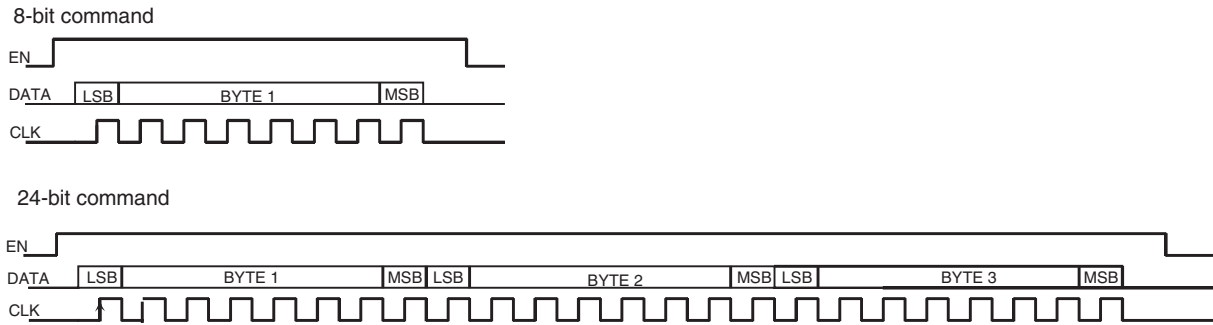 8-bit command
EN
DATA LSB BYTE 1 MSB
CLK
24-bit command
EN
DATA LSB BYTE 1 MSB LSB BYTE 2 MSB LSB BYTE 3 MSB
CLK